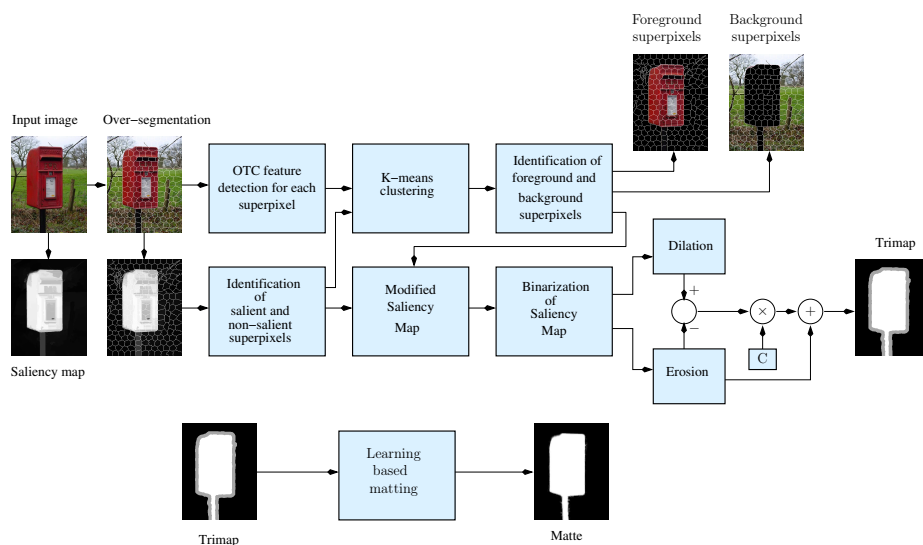 Foreground
superpixels
Background
superpixels
Input image
Over-segmentation
OTC feature
detection for each
superpixel
K-means
clustering
Identification of
foreground and
background
superpixels
Identification
of
salient and
non-salient superpixels
Modified
Saliency
Map
Binarization
of Saliency
Map
Dilation
+
−
Erosion
×
C
+
Trimap
Saliency map
Trimap
Learning
based
matting
Matte